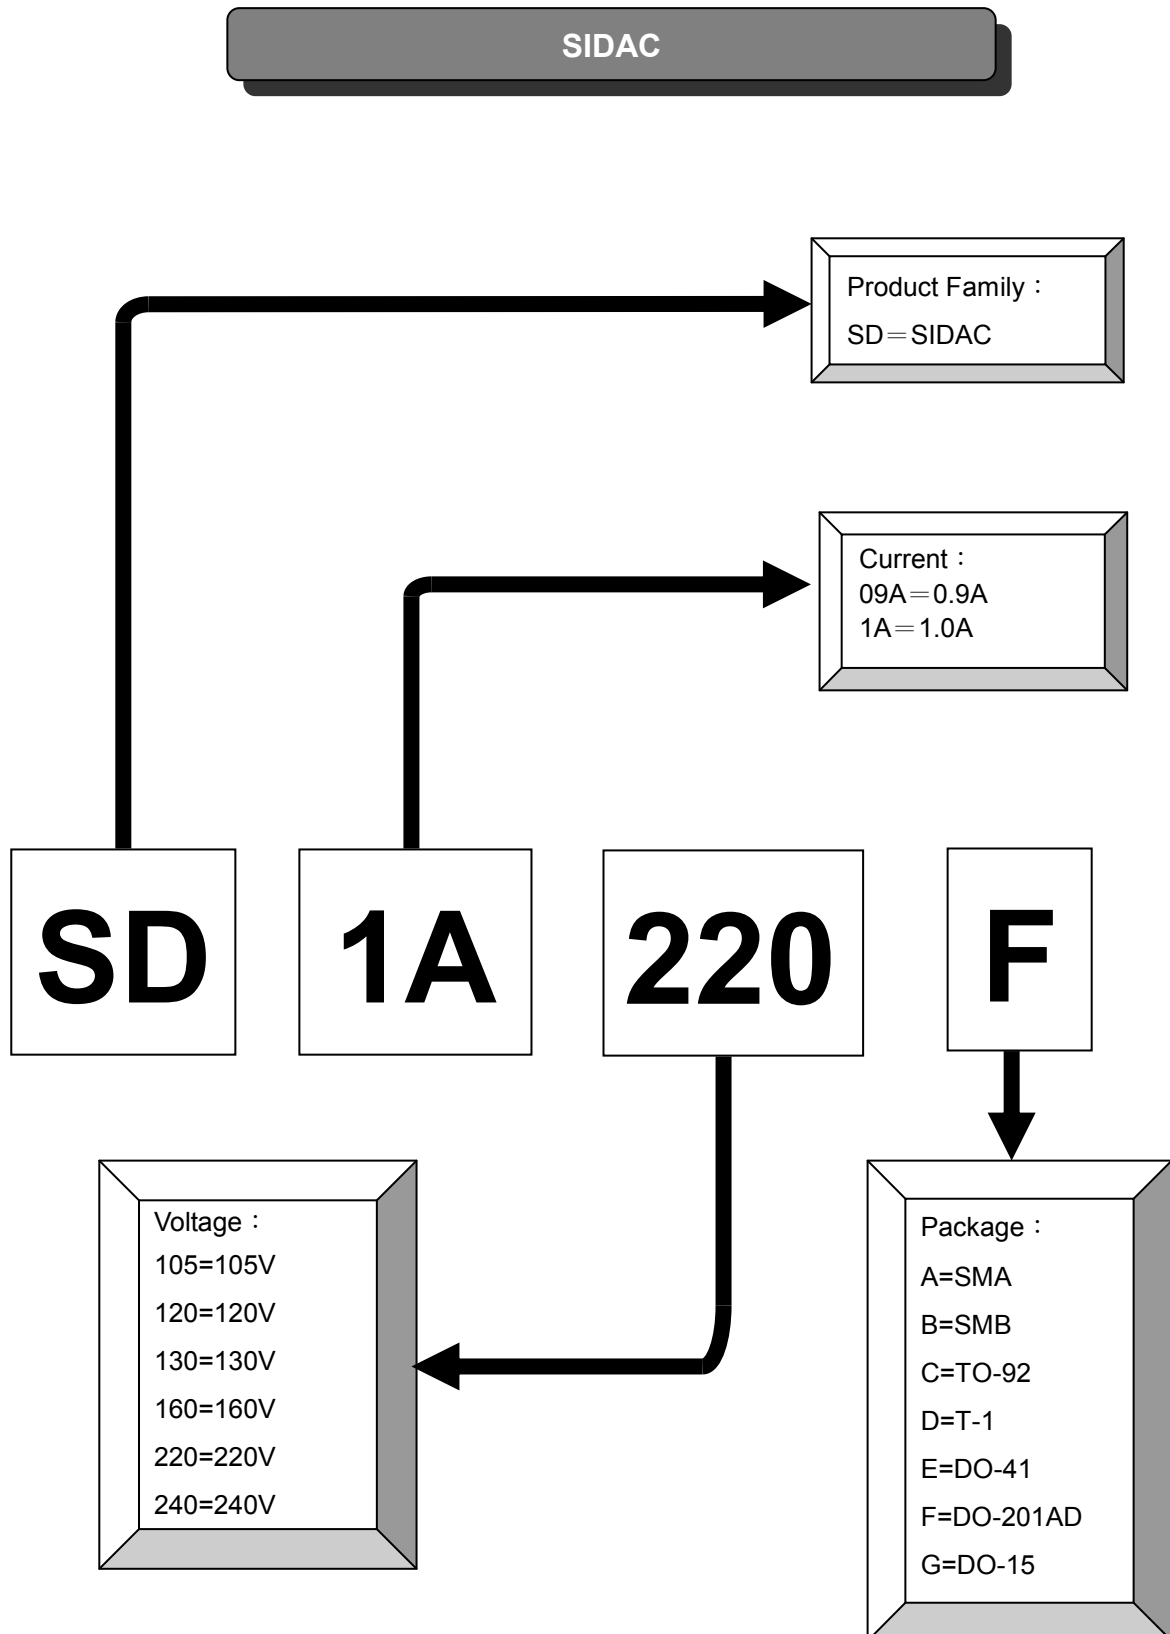 SIDAC
Product Family：
SD＝SIDAC
Current：
09A＝0.9A
1A＝1.0A
SD
1A
220
F
Voltage：
105=105V
120=120V
130=130V
160=160V
220=220V
240=240V
Package：
A=SMA
B=SMB
C=TO-92
D=T-1
E=DO-41
F=DO-201AD
G=DO-15